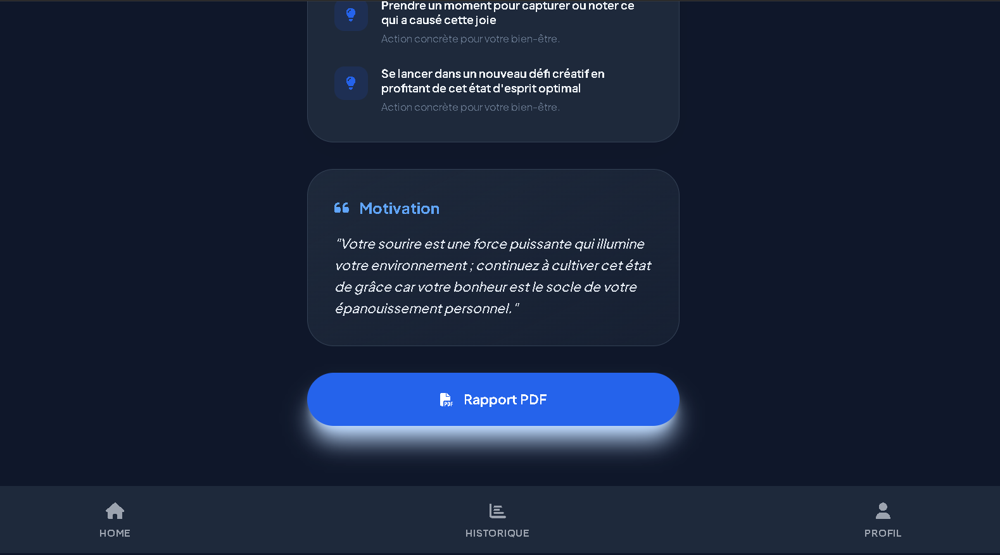 Prendre un moment pour capturer ou noter ce
qui a causé cette joie
Action concrète pour votre bien-être.
Se lancer dans un nouveau défi créatif en
profitant de cet état d'esprit optimal
Action concrète pour votre bien-être.
Motivation
"Votre sourire est une force puissante qui illumine
votre environnement ; continuez à cultiver cet état
de grâce car votre bonheur est le socle de votre
épanouissement personnel."
PDF
Rapport PDF
HOME
HISTORIQUE
PROFIL